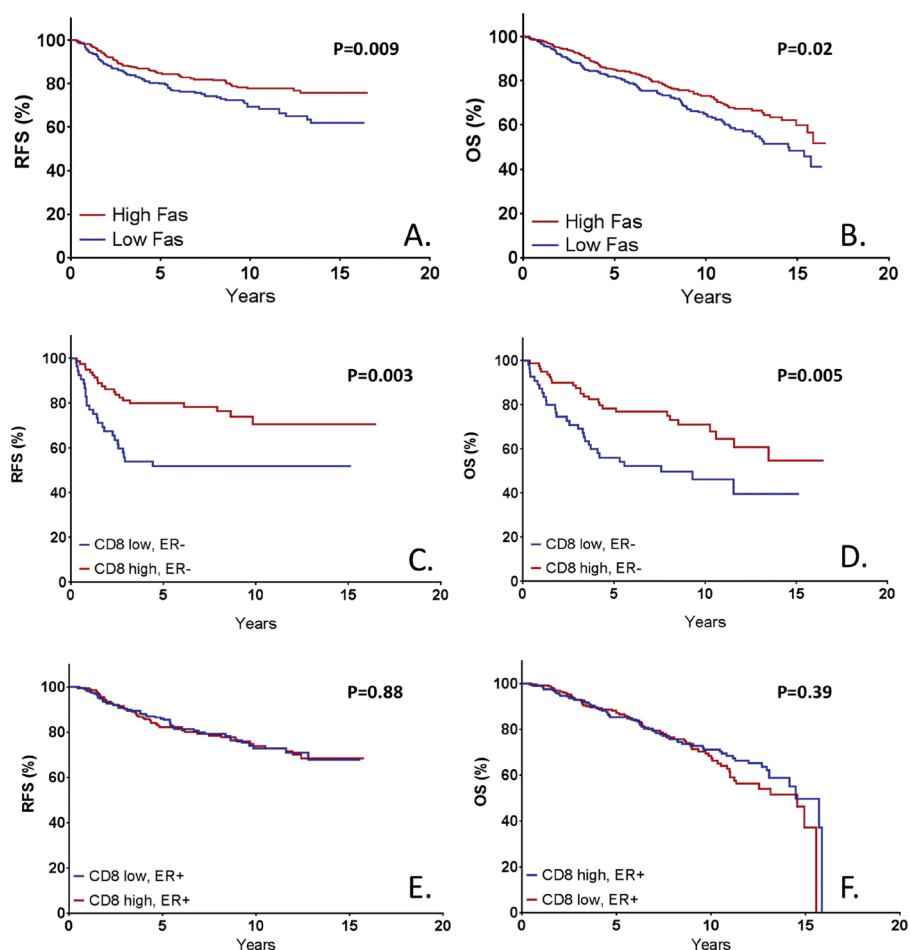 P=0.009
RFS (%)
100
80
60
40
20
0
High Fas
Low Fas
A.
0 5 10 15 20
Years
P=0.02
OS (%)
100
80
60
40
20
0
High Fas
Low Fas
B.
0 5 10 15 20
Years
P=0.003
RFS (%)
100
80
60
40
20
0
CD8 low, ER-
CD8 high, ER-
C.
0 5 10 15 20
Years
P=0.005
OS (%)
100
80
60
40
20
0
CD8 low, ER-
CD8 high, ER-
D.
0 5 10 15 20
Years
P=0.88
RFS (%)
100
80
60
40
20
0
CD8 low, ER+
CD8 high, ER+
E.
0 5 10 15 20
Years
P=0.39
OS (%)
100
80
60
40
20
0
CD8 high, ER+
CD8 low, ER+
F.
0 5 10 15 20
Years